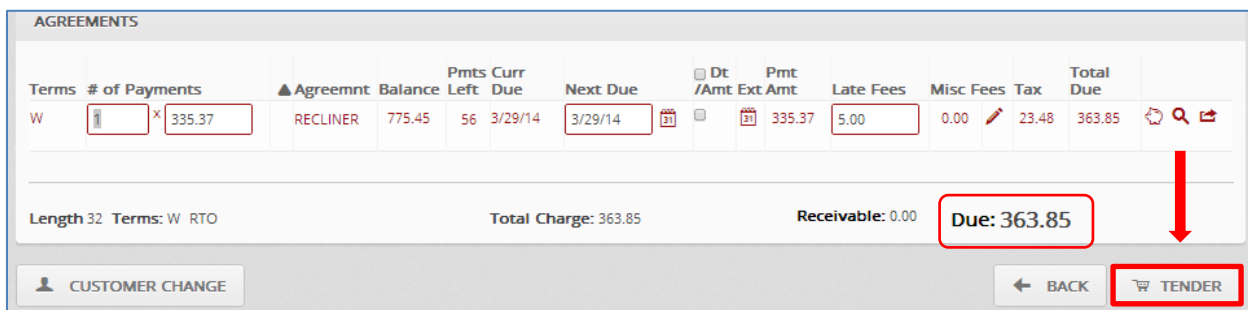 AGREEMENTS
Pmts Curr Dt Pmt Total
Terms # of Payments Agreemnt Balance Left Due Next Due /Amt Ext Amt Late Fees Misc Fees Tax Due
W 1 x 335.37 RECLINER 775.45 56 3/29/14 3/29/14 31 31 335.37 5.00 0.00 23.48 363.85
Length 32 Terms: W RTO Total Charge: 363.85 Receivable: 0.00 Due: 363.85
CUSTOMER CHANGE BACK TENDER